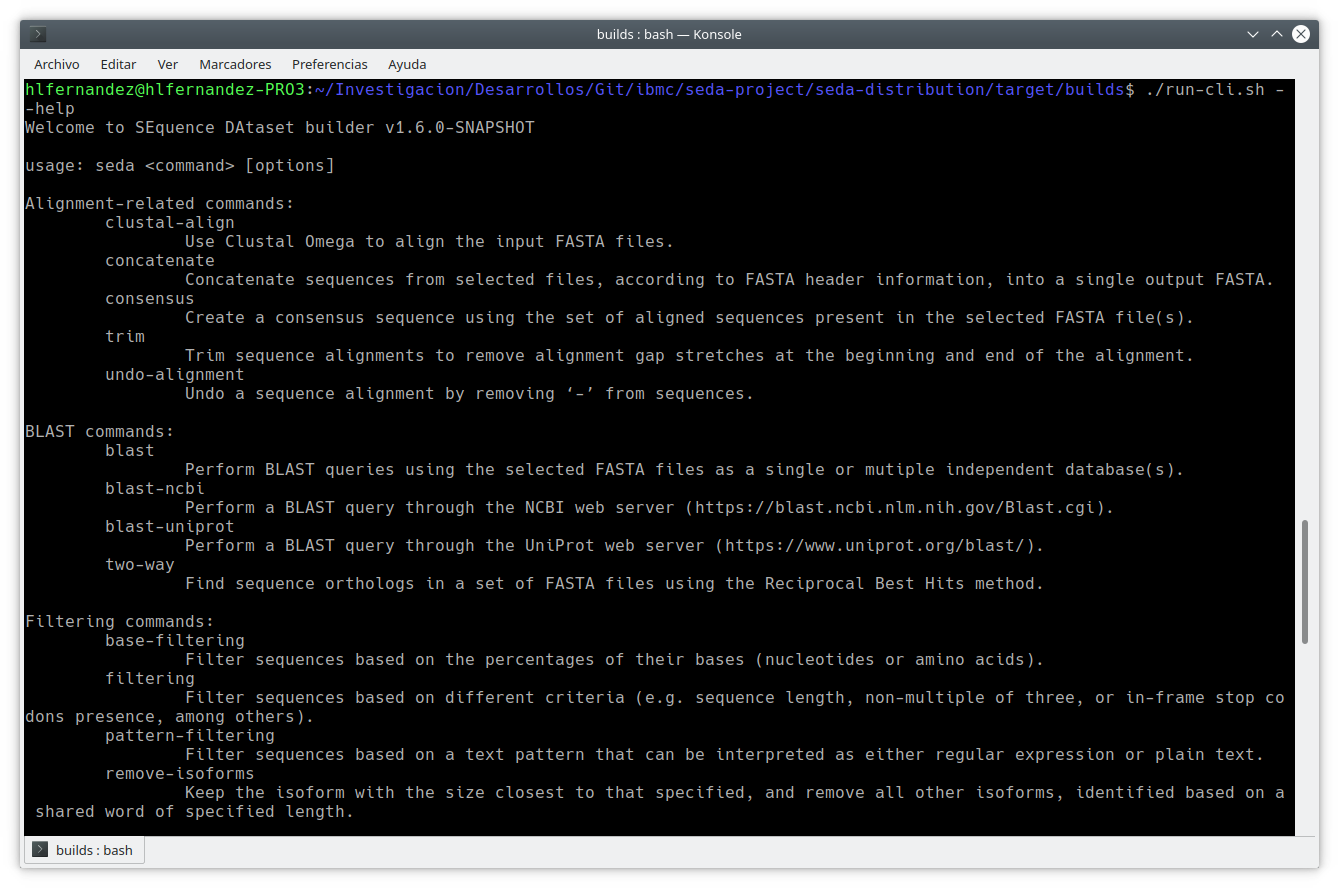 builds : bash — Konsole
Archivo Editar Ver Marcadores Preferencias Ayuda
hlfernandez@hlfernandez-PRO3:~/Investigacion/Desarrollos/Git/ibmc/seda-project/seda-distribution/target/builds$ ./run-cli.sh -
-help
Welcome to SEquence DAtaset builder v1.6.0-SNAPSHOT
usage: seda <command> [options]
Alignment-related commands:
clustal-align
Use Clustal Omega to align the input FASTA files.
concatenate
Concatenate sequences from selected files, according to FASTA header information, into a single output FASTA.
consensus
Create a consensus sequence using the set of aligned sequences present in the selected FASTA file(s).
trim
Trim sequence alignments to remove alignment gap stretches at the beginning and end of the alignment.
undo-alignment
Undo a sequence alignment by removing ‘-’ from sequences.
BLAST commands:
blast
Perform BLAST queries using the selected FASTA files as a single or mutiple independent database(s).
blast-ncbi
Perform a BLAST query through the NCBI web server (https://blast.ncbi.nlm.nih.gov/Blast.cgi).
blast-uniprot
Perform a BLAST query through the UniProt web server (https://www.uniprot.org/blast/).
two-way
Find sequence orthologs in a set of FASTA files using the Reciprocal Best Hits method.
Filtering commands:
base-filtering
Filter sequences based on the percentages of their bases (nucleotides or amino acids).
filtering
Filter sequences based on different criteria (e.g. sequence length, non-multiple of three, or in-frame stop co
dons presence, among others).
pattern-filtering
Filter sequences based on a text pattern that can be interpreted as either regular expression or plain text.
remove-isoforms
Keep the isoform with the size closest to that specified, and remove all other isoforms, identified based on a
shared word of specified length.
builds : bash